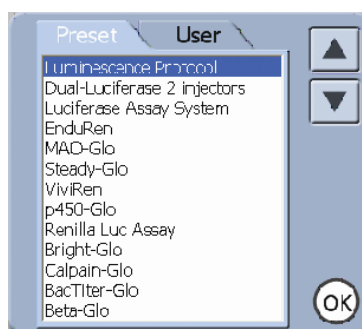 Preset User
Luminescence Protocol
Dual-Luciferase 2 injectors
Luciferase Assay System
EnduRen
MAO-Glo
Steady-Glo
ViviRen
p450-Glo
Renilla Luc Assay
Bright-Glo
Calpain-Glo
BacTiter-Glo
Beta-Glo
OK